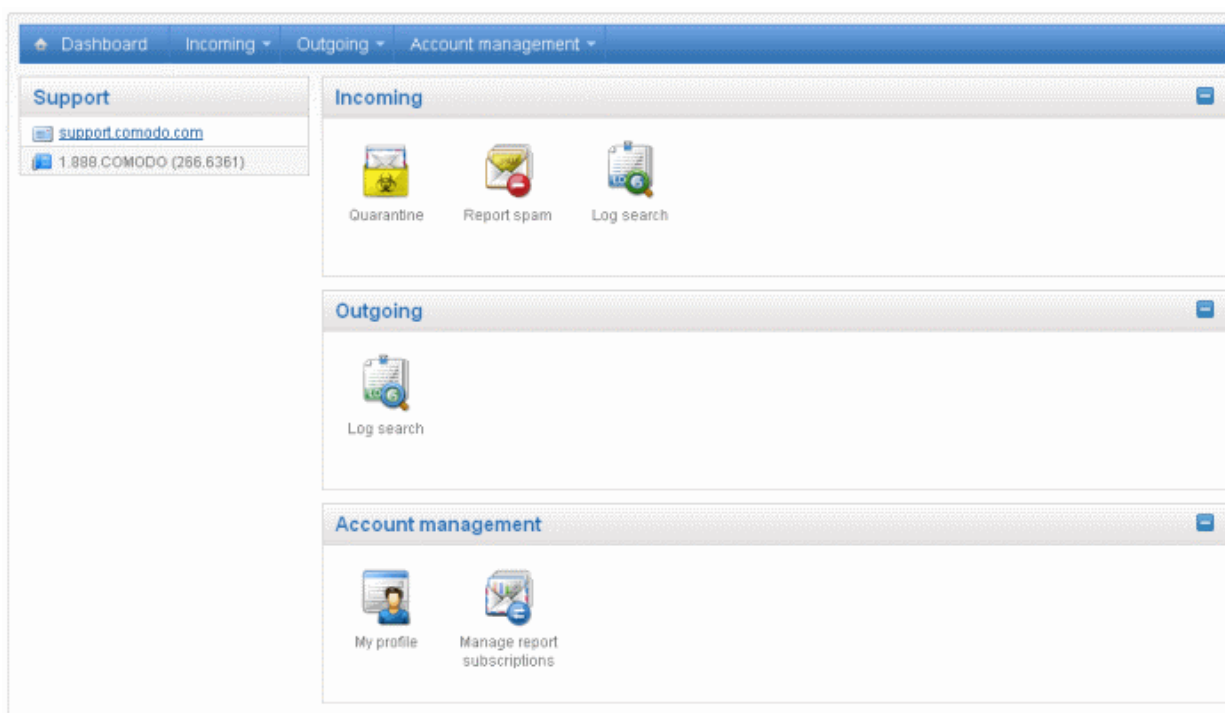 Dashboard Incoming Outgoing Account management
Support
support.comodo.com
1.888.COMODO (266.6361)
Incoming
Quarantine Report spam Log search
Outgoing
Log search
Account management
My profile Manage report
subscriptions